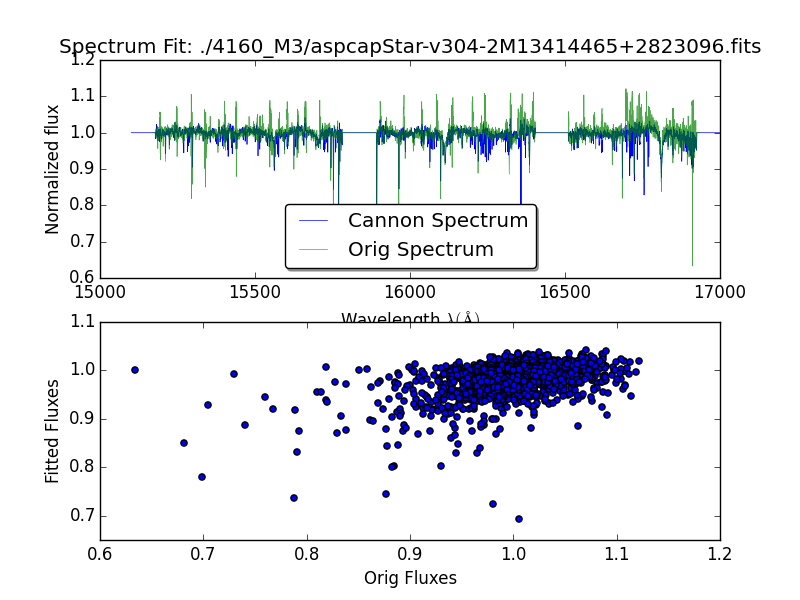 Spectrum Fit: ./4160_M3/aspcapStar-v304-2M13414465+2823096.fits
1.2
1.1
1.0
0.9
0.8
0.7
0.6
Normalized flux
Cannon Spectrum
Orig Spectrum
15000 15500 16000 16500 17000
Wavelength λ(Å)
1.1
1.0
0.9
0.8
0.7
Fitted Fluxes
0.6 0.7 0.8 0.9 1.0 1.1 1.2
Orig Fluxes